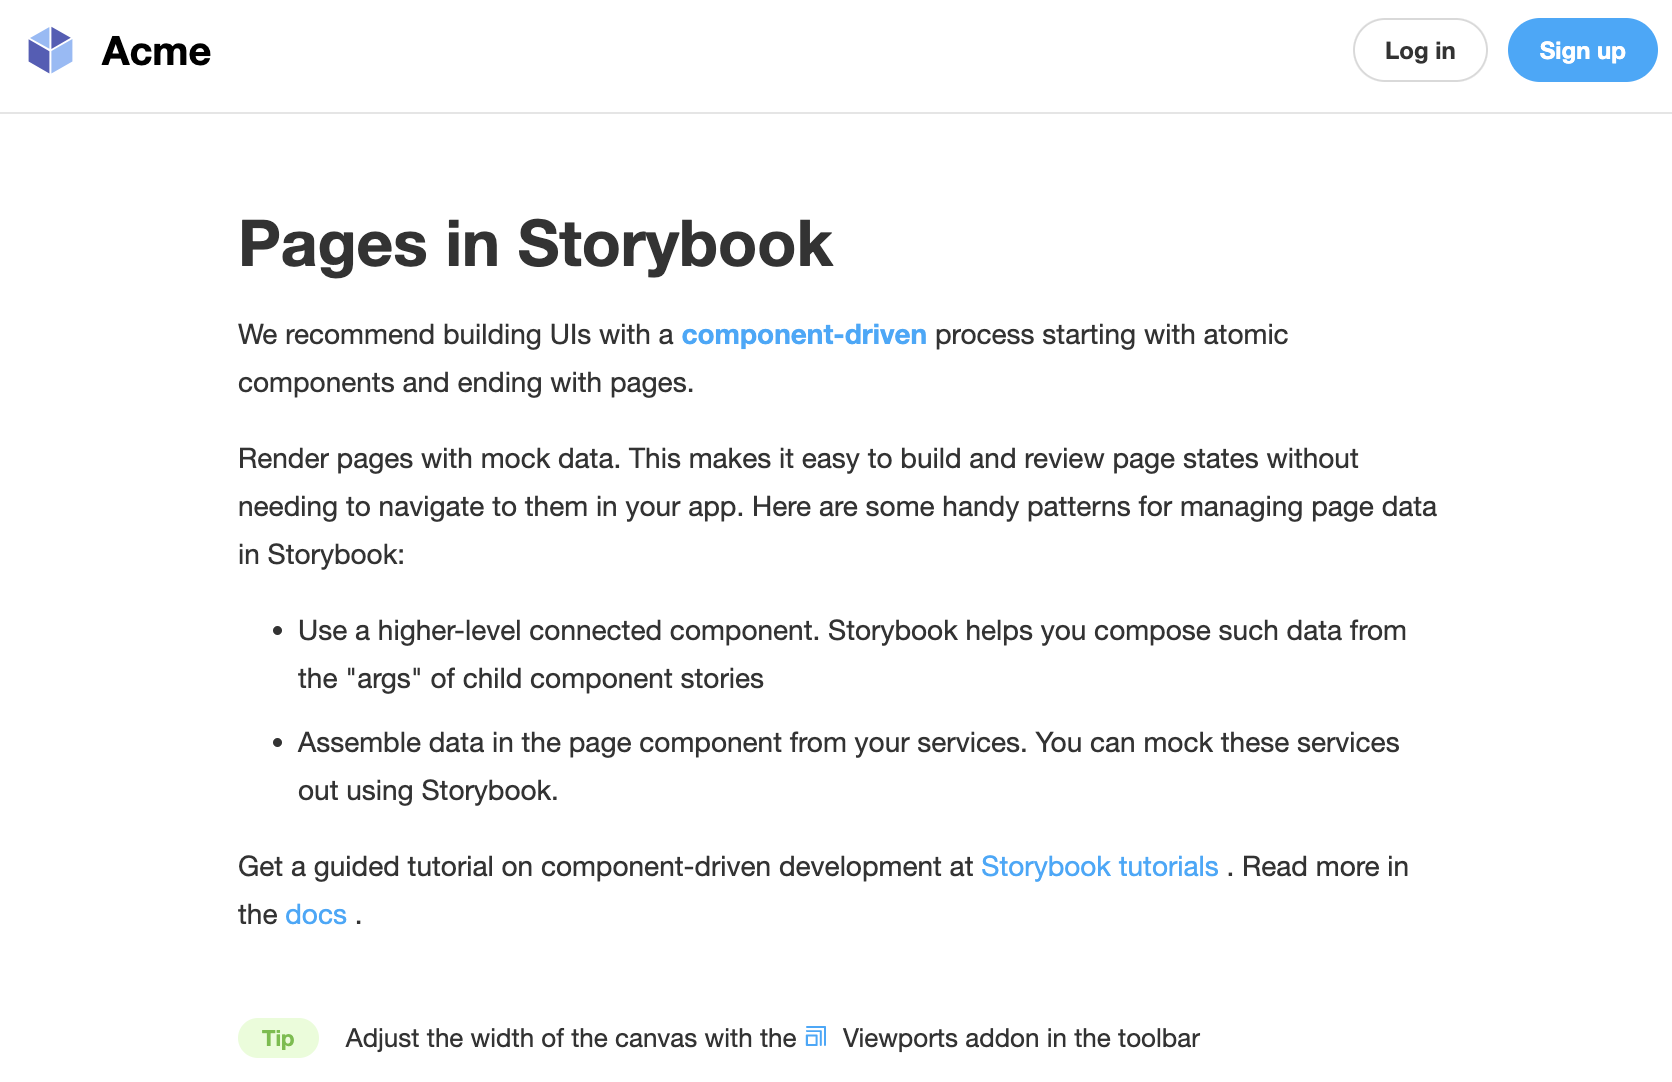 Acme
Log in
Sign up
Pages in Storybook
We recommend building UIs with a component-driven process starting with atomic
components and ending with pages.
Render pages with mock data. This makes it easy to build and review page states without
needing to navigate to them in your app. Here are some handy patterns for managing page data
in Storybook:
• Use a higher-level connected component. Storybook helps you compose such data from
the "args" of child component stories
• Assemble data in the page component from your services. You can mock these services
out using Storybook.
Get a guided tutorial on component-driven development at Storybook tutorials . Read more in
the docs .
Tip Adjust the width of the canvas with the Viewports addon in the toolbar